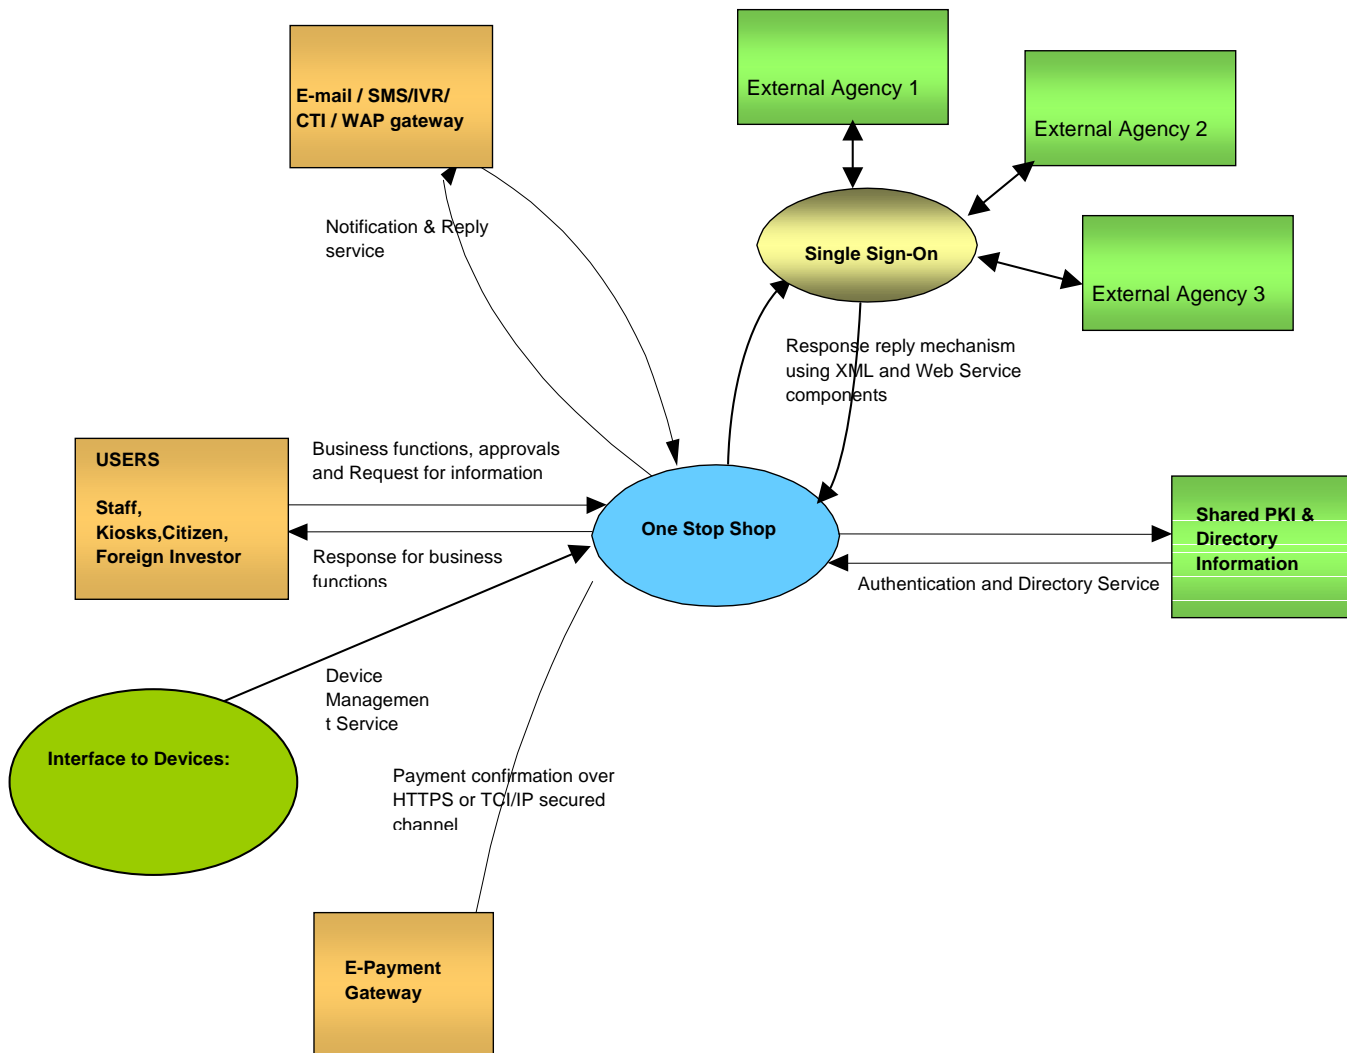 External Agency 1
E-mail / SMS/IVR/
CTI / WAP gateway
External Agency 2
Notification & Reply
service
Single Sign-On
External Agency 3
Response reply mechanism
using XML and Web Service
components
USERS
Staff,
Kiosks,Citizen,
Foreign Investor
Business functions, approvals
and Request for information
Response for business
functions
One Stop Shop
Shared PKI &
Directory
Information
Authentication and Directory Service
Device
Managemen
t Service
Interface to Devices:
Payment confirmation over
HTTPS or TCI/IP secured
channel
E-Payment
Gateway